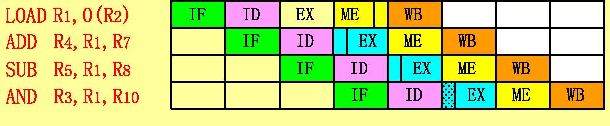 LOAD R1, 0(R2) IF ID EX ME WB
ADD R4, R1, R7 IF ID EX ME WB
SUB R5, R1, R8 IF ID EX ME WB
AND R3, R1, R10 IF ID EX ME WB